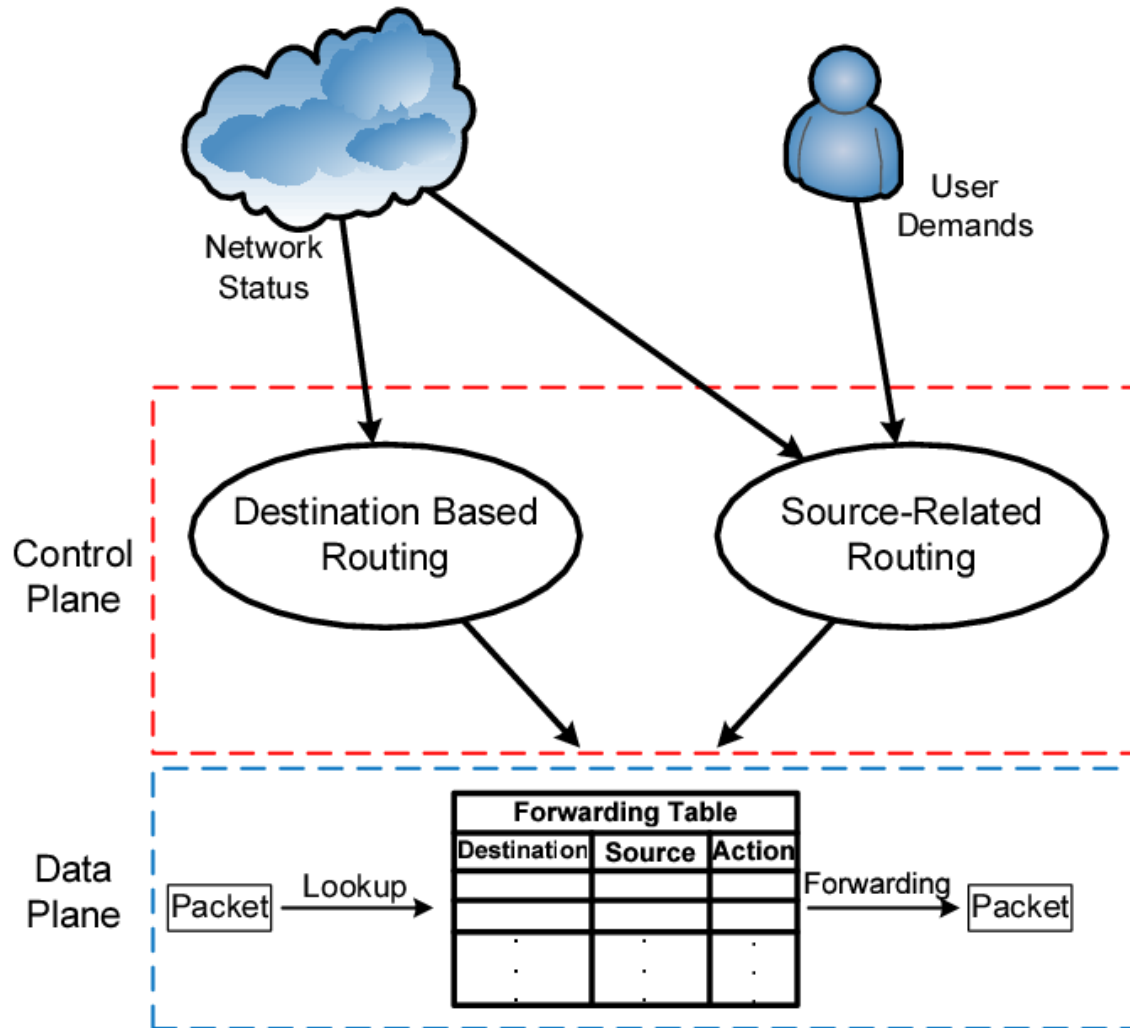 Network
Status
User
Demands
Control
Plane
Destination Based
Routing
Source-Related
Routing
Data
Plane
Packet
Lookup
Forwarding Table
Destination Source Action
Forwarding
Packet